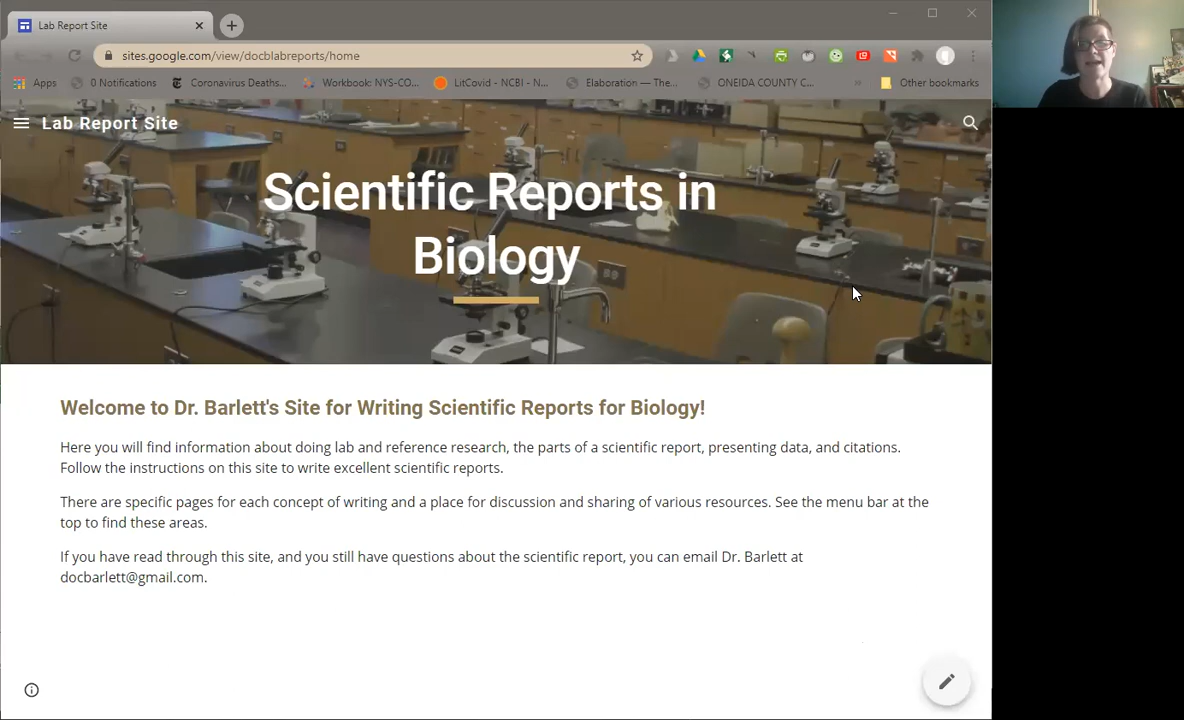 Lab Report Site
sites.google.com/view/docblabreports/home
Apps
0 Notifications
Coronavirus Deaths...
Workbook: NYS-CO...
LitCovid - NCBI - N...
Elaboration — The...
ONEIDA COUNTY C...
Other bookmarks
Lab Report Site
Scientific Reports in
Biology
Welcome to Dr. Barlett's Site for Writing Scientific Reports for Biology!
Here you will find information about doing lab and reference research, the parts of a scientific report, presenting data, and citations.
Follow the instructions on this site to write excellent scientific reports.
There are specific pages for each concept of writing and a place for discussion and sharing of various resources. See the menu bar at the
top to find these areas.
If you have read through this site, and you still have questions about the scientific report, you can email Dr. Barlett at
docbarlett@gmail.com.